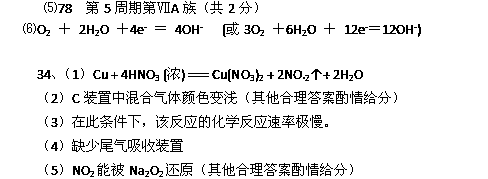 (5)78 第 5 周期第ⅦA 族（共 2 分）
⑹O₂ + 2H₂O +4e⁻ = 4OH⁻ (或 3O₂ +6H₂O + 12e⁻=12OH⁻)
34、（1）Cu + 4HNO₃ (浓) ══ Cu(NO₃)₂ + 2NO₂↑+ 2H₂O
（2）C 装置中混合气体颜色变浅（其他合理答案酌情给分）
（3）在此条件下，该反应的化学反应速率极慢。
（4）缺少尾气吸收装置
（5）NO₂ 能被 Na₂O₂ 还原（其他合理答案酌情给分）